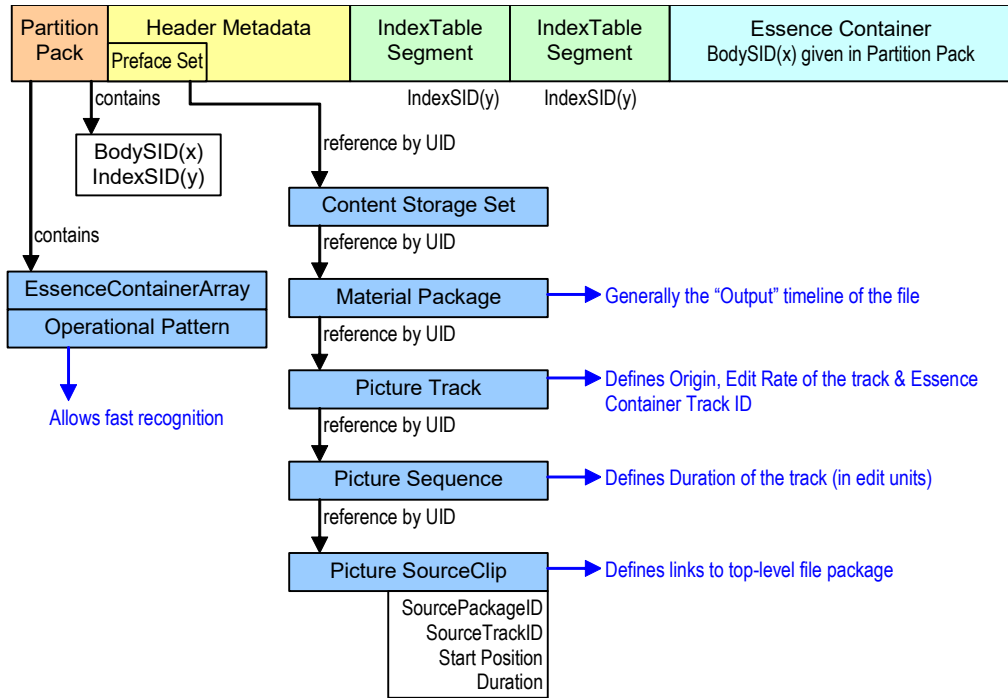 Partition
Pack
Header Metadata
Preface Set
IndexTable
Segment
IndexTable
Segment
Essence Container
BodySID(x) given in Partition Pack
IndexSID(y)
IndexSID(y)
contains
BodySID(x)
IndexSID(y)
reference by UID
Content Storage Set
contains
reference by UID
EssenceContainerArray
Operational Pattern
Allows fast recognition
Material Package
Generally the “Output” timeline of the file
reference by UID
Picture Track
Defines Origin, Edit Rate of the track & Essence
Container Track ID
reference by UID
Picture Sequence
Defines Duration of the track (in edit units)
reference by UID
Picture SourceClip
Defines links to top-level file package
SourcePackageID
SourceTrackID
Start Position
Duration